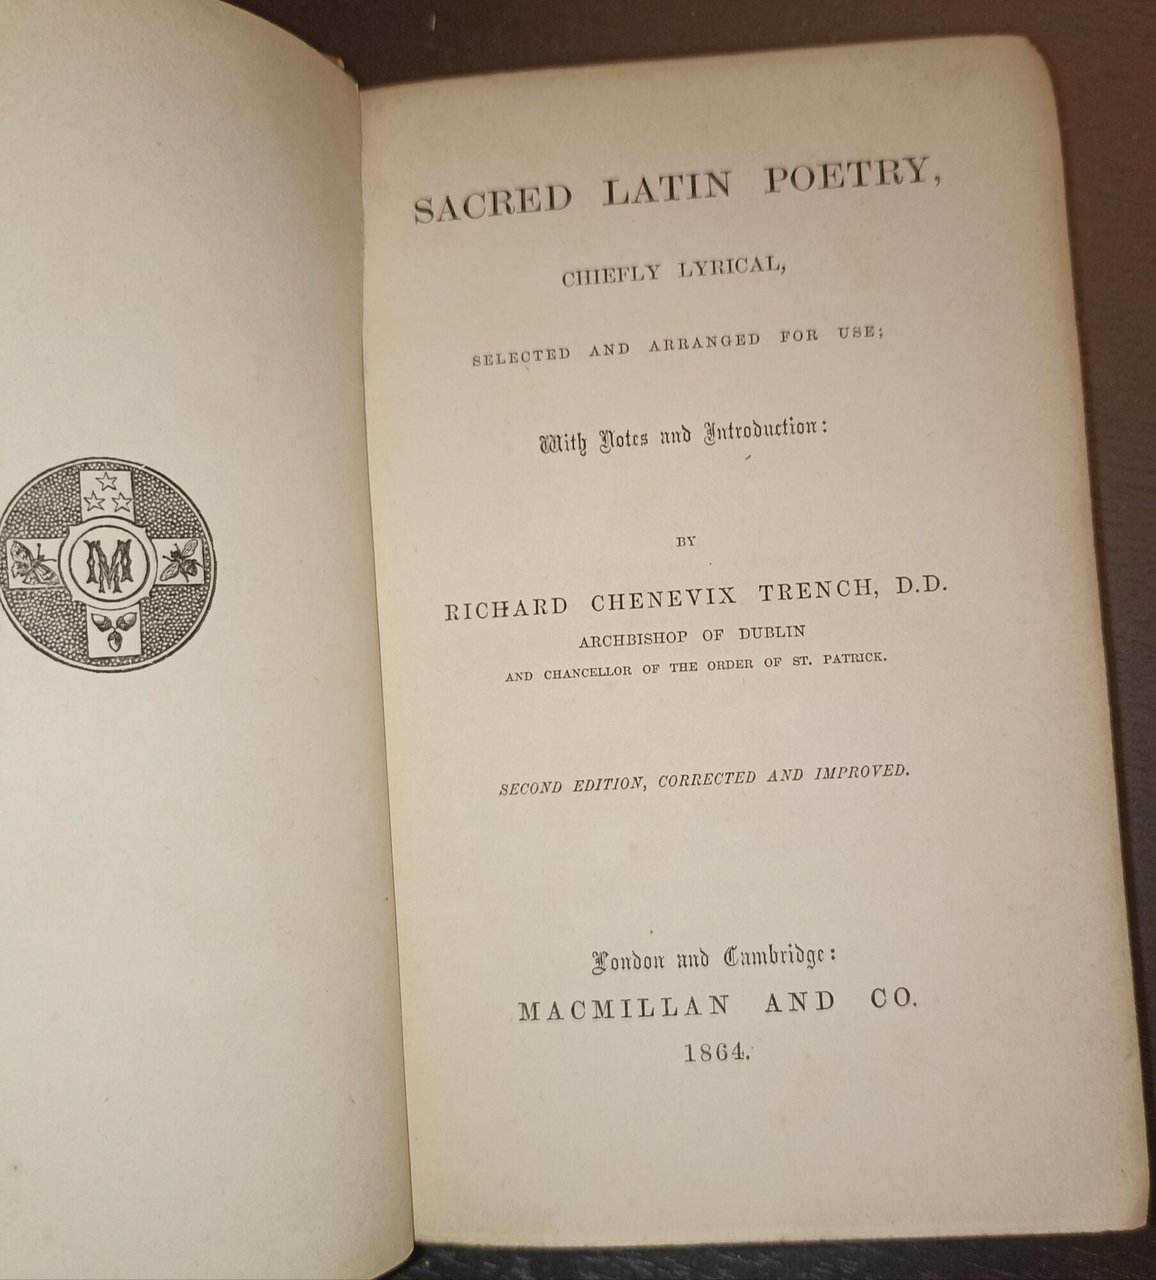 M
SACRED LATIN POETRY,
CHIEFLY LYRICAL,
SELECTED AND ARRANGED FOR USE;
With Notes and Introduction:
BY
RICHARD CHENEVIX TRENCH, D.D.
ARCHBISHOP OF DUBLIN
AND CHANCELLOR OF THE ORDER OF ST. PATRICK.
SECOND EDITION, CORRECTED AND IMPROVED.
London and Cambridge:
MACMILLAN AND CO.
1864.